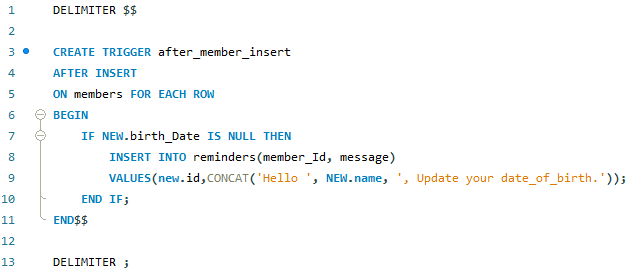 1 DELIMITER $$
2
3 CREATE TRIGGER after_member_insert
4 AFTER INSERT
5 ON members FOR EACH ROW
6 BEGIN
7 IF NEW.birth_Date IS NULL THEN
8 INSERT INTO reminders(member_Id, message)
9 VALUES(new.id,CONCAT('Hello ', NEW.name, ', Update your date_of_birth.'));
10 END IF;
11 END$$
12
13 DELIMITER ;